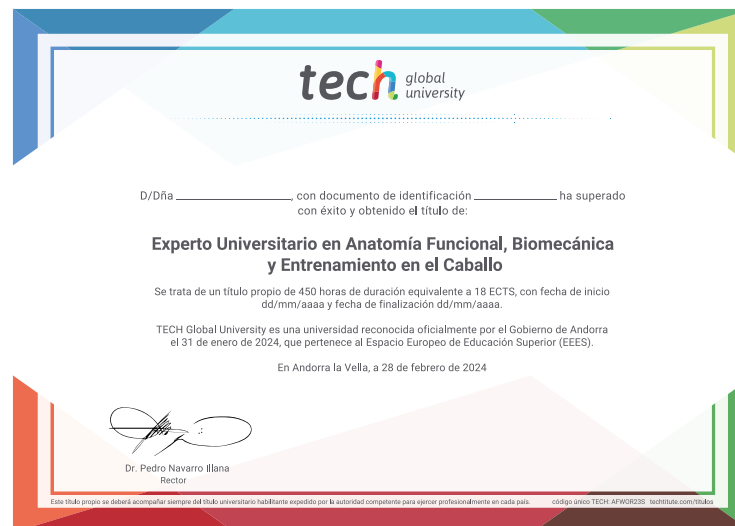 tech global university
D/Dña ____________________, con documento de identificación ______________ ha superado
con éxito y obtenido el título de:
Experto Universitario en Anatomía Funcional, Biomecánica
y Entrenamiento en el Caballo
Se trata de un título propio de 450 horas de duración equivalente a 18 ECTS, con fecha de inicio
dd/mm/aaaa y fecha de finalización dd/mm/aaaa.
TECH Global University es una universidad reconocida oficialmente por el Gobierno de Andorra
el 31 de enero de 2024, que pertenece al Espacio Europeo de Educación Superior (EEES).
En Andorra la Vella, a 28 de febrero de 2024
Dr. Pedro Navarro Illana
Rector
Este título propio se deberá acompañar siempre del título universitario habilitante expedido por la autoridad competente para ejercer profesionalmente en cada país. código único TECH: AFWOR23S techtitute.com/titulos